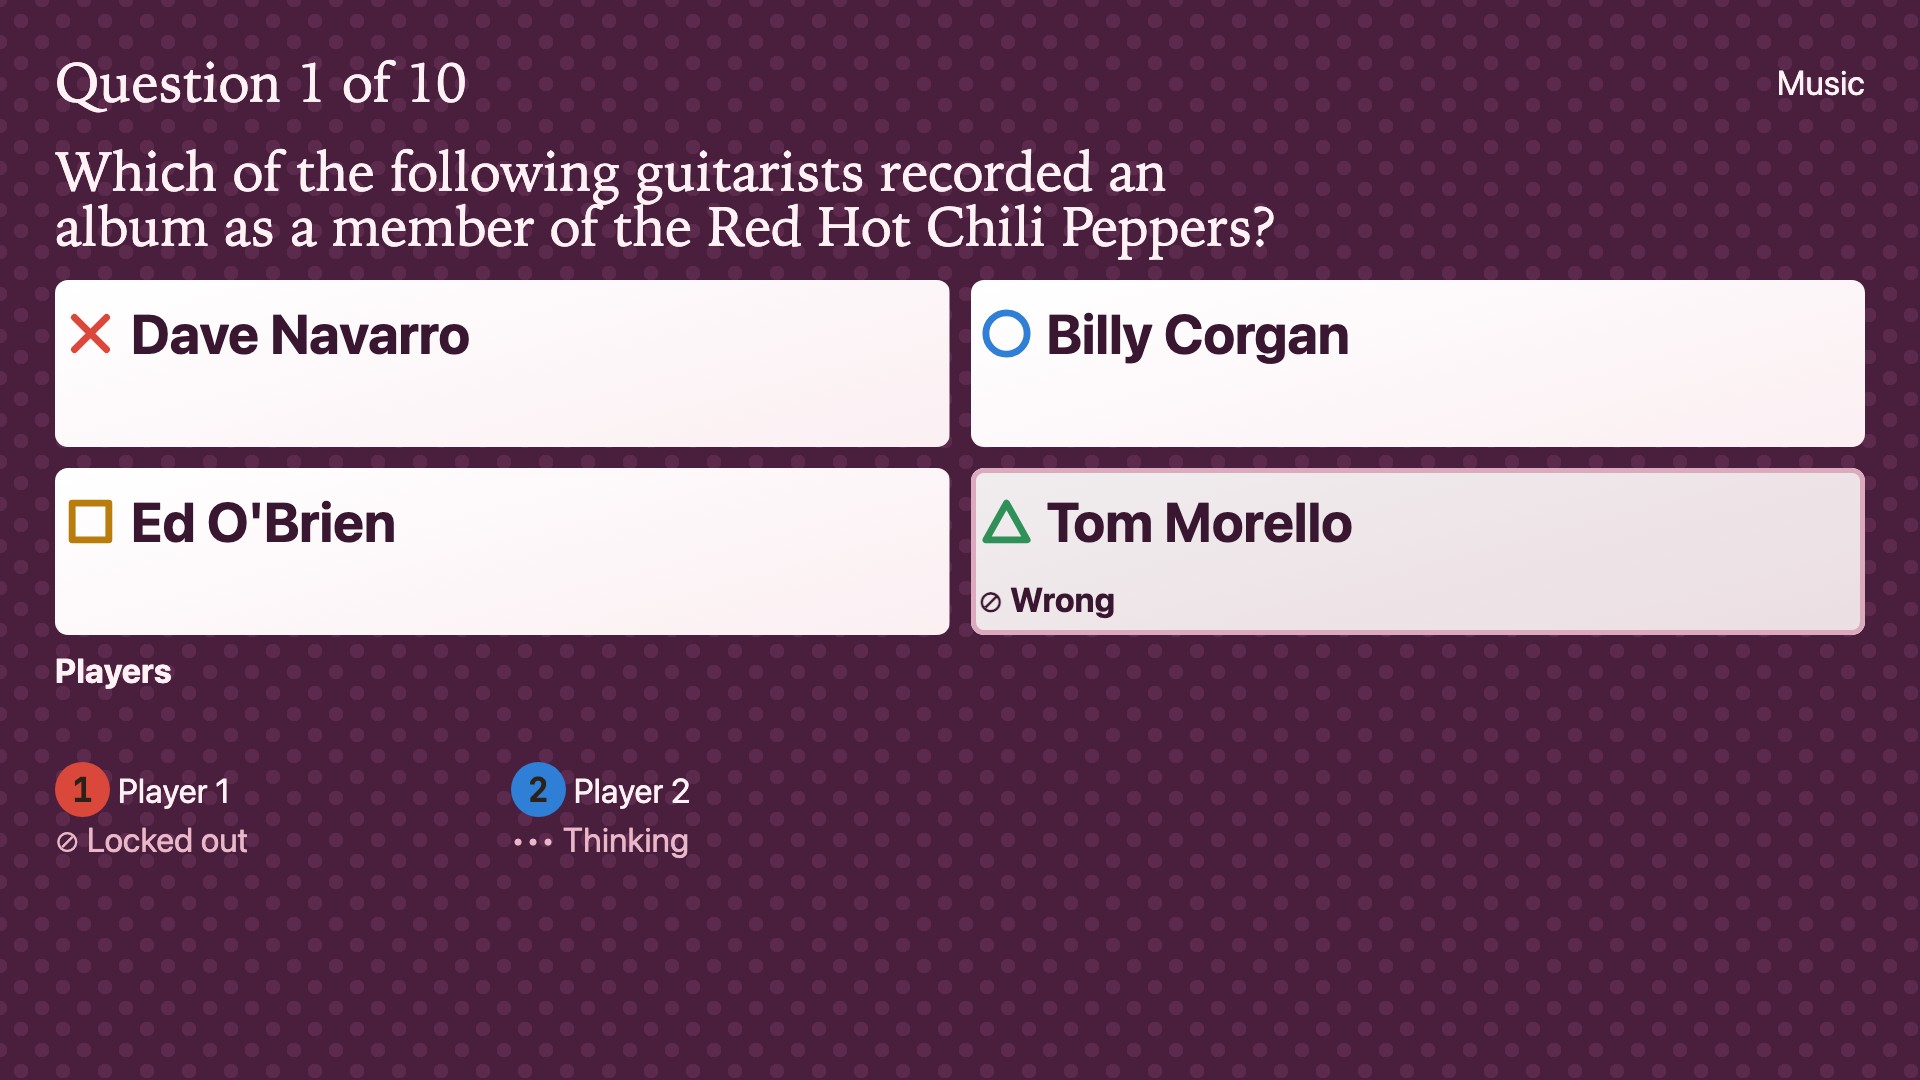 Question 1 of 10
Music
Which of the following guitarists recorded an
album as a member of the Red Hot Chili Peppers?
Dave Navarro
Billy Corgan
Ed O'Brien
Tom Morello
Wrong
Players
1 Player 1
2 Player 2
Locked out
Thinking